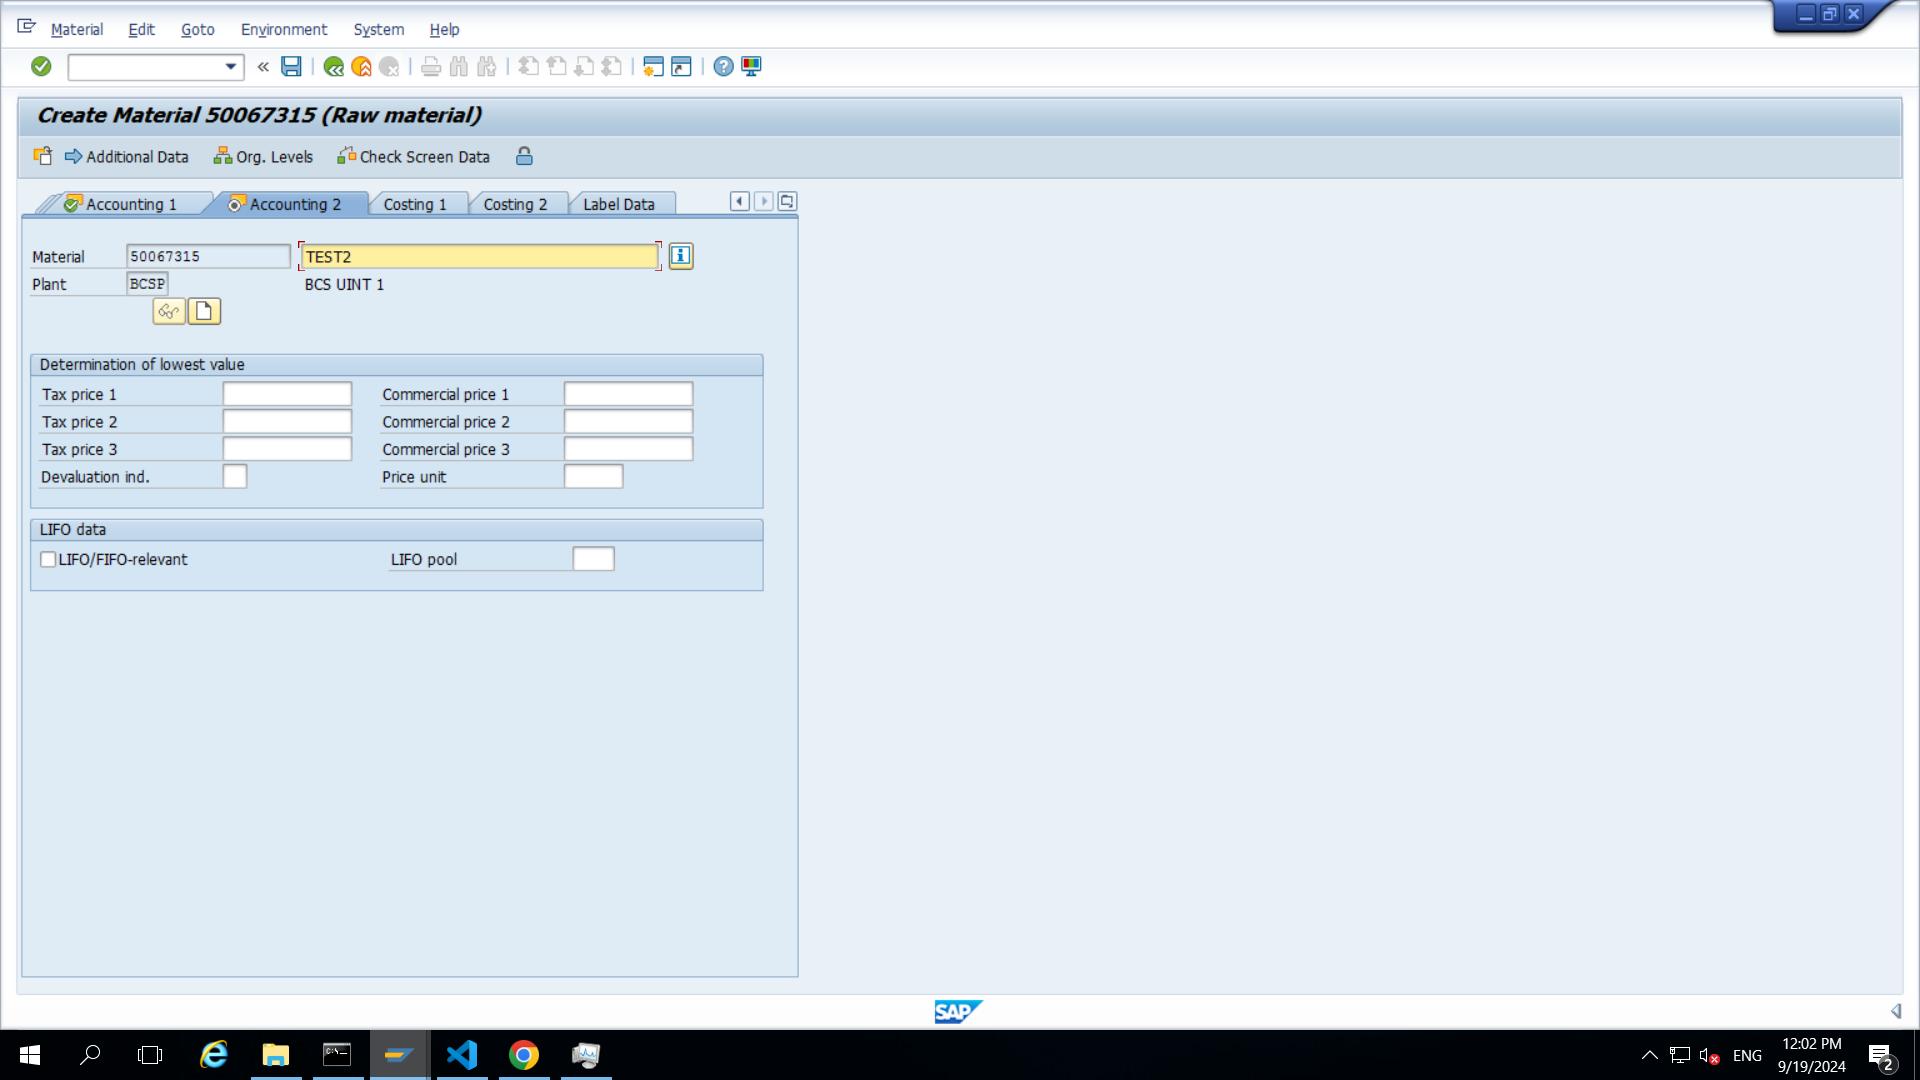 Material Edit Goto Environment System Help
Create Material 50067315 (Raw material)
Additional Data Org. Levels Check Screen Data
Accounting 1 Accounting 2 Costing 1 Costing 2 Label Data
Material 50067315 TEST2
Plant BCSP BCS UINT 1
Determination of lowest value
Tax price 1 Commercial price 1
Tax price 2 Commercial price 2
Tax price 3 Commercial price 3
Devaluation ind. Price unit
LIFO data
LIFO/FIFO-relevant LIFO pool
SAP
ENG
12:02 PM
9/19/2024
2